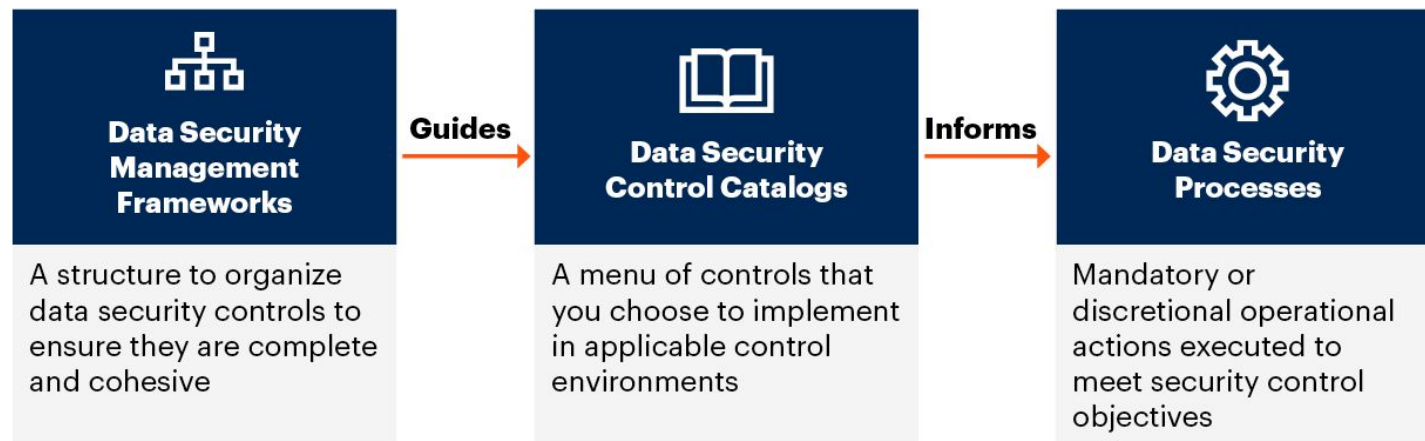 Data Security
Management
Frameworks
A structure to organize
data security controls to
ensure they are complete
and cohesive
Guides
Data Security
Control Catalogs
A menu of controls that
you choose to implement
in applicable control
environments
Informs
Data Security
Processes
Mandatory or
discretional operational
actions executed to
meet security control
objectives